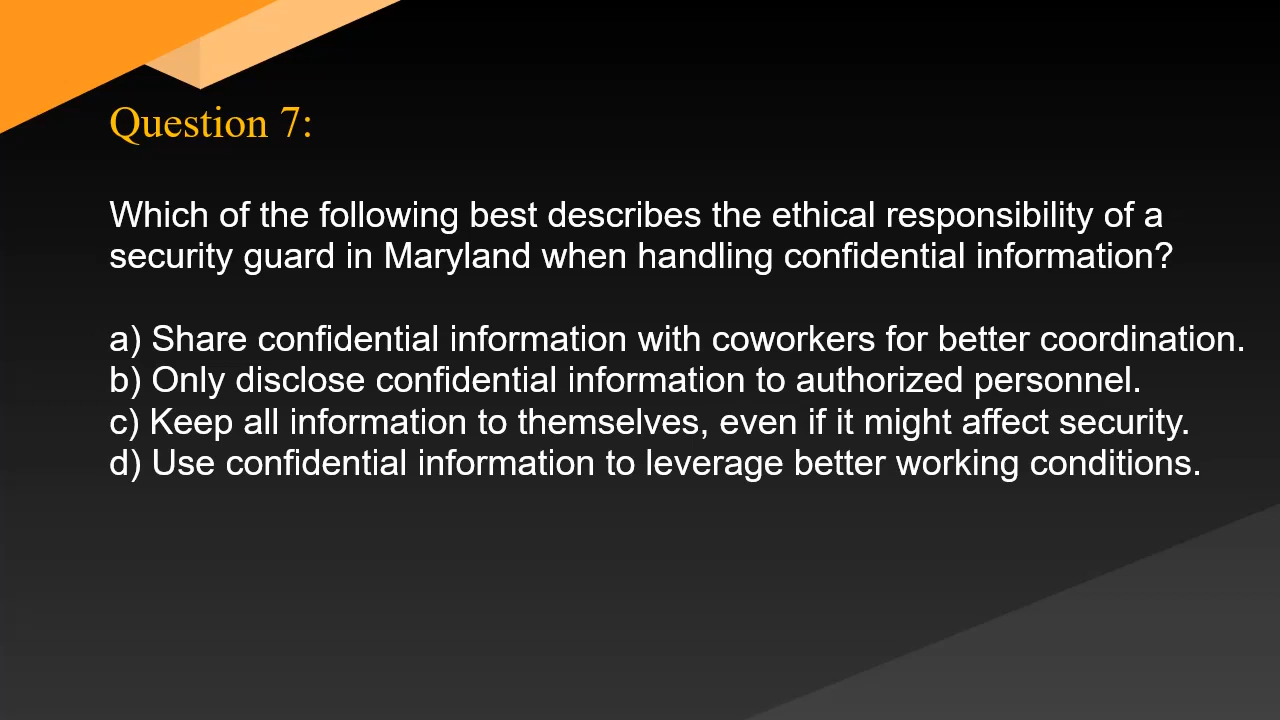 Question 7:
Which of the following best describes the ethical responsibility of a
security guard in Maryland when handling confidential information?
a) Share confidential information with coworkers for better coordination.
b) Only disclose confidential information to authorized personnel.
c) Keep all information to themselves, even if it might affect security.
d) Use confidential information to leverage better working conditions.